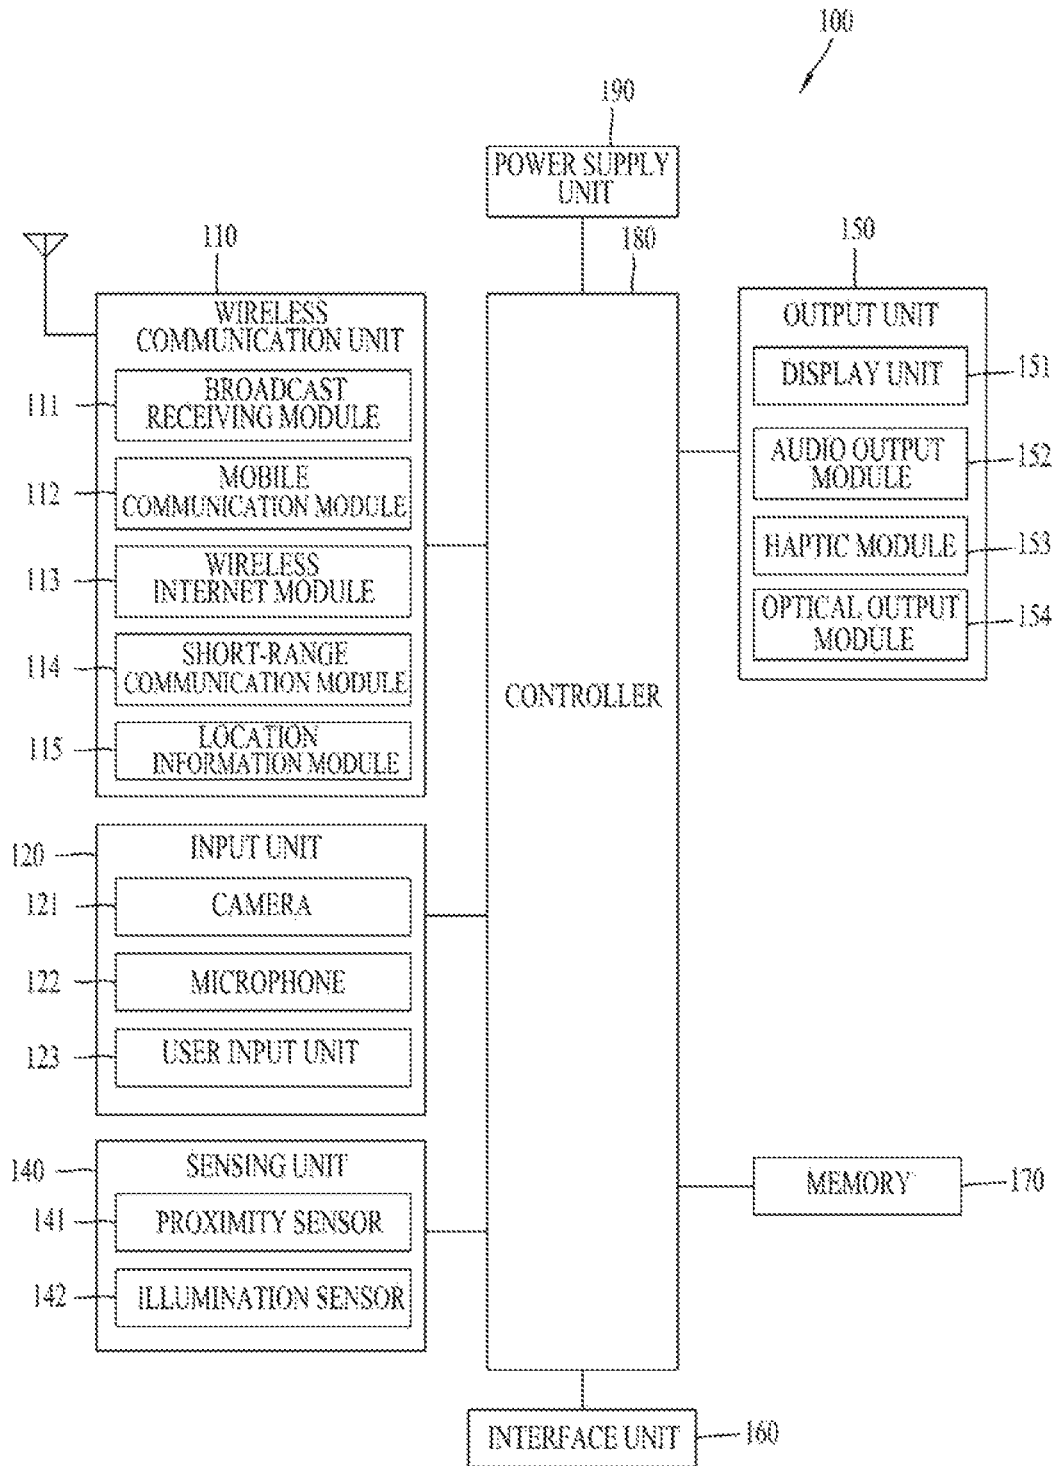 100
190
POWER SUPPLY
UNIT
110
180
150
WIRELESS
COMMUNICATION UNIT
111
BROADCAST
RECEIVING MODULE
112
MOBILE
COMMUNICATION MODULE
113
WIRELESS
INTERNET MODULE
114
SHORT-RANGE
COMMUNICATION MODULE
115
LOCATION
INFORMATION MODULE
120
INPUT UNIT
121
CAMERA
122
MICROPHONE
123
USER INPUT UNIT
140
SENSING UNIT
141
PROXIMITY SENSOR
142
ILLUMINATION SENSOR
CONTROLLER
OUTPUT UNIT
DISPLAY UNIT
151
AUDIO OUTPUT
MODULE
152
HAPTIC MODULE
153
OPTICAL OUTPUT
MODULE
154
MEMORY
170
INTERFACE UNIT
160